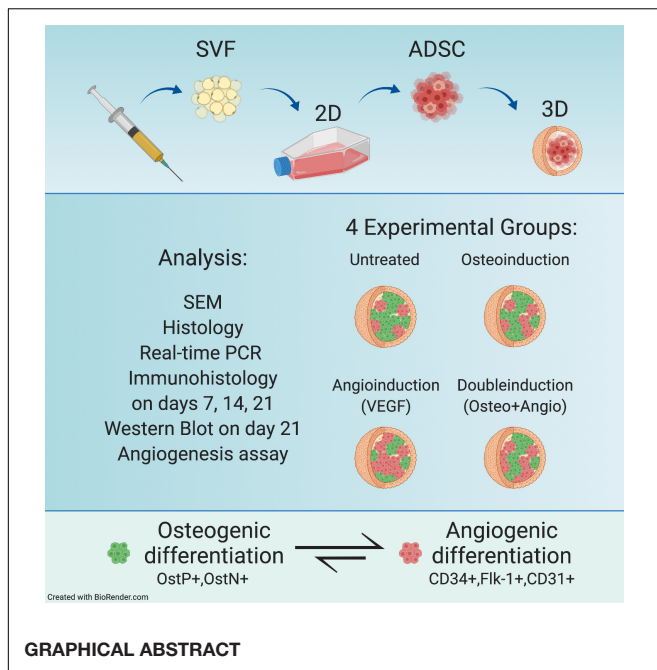 SVF
ADSC
2D
3D
Analysis:
SEM
Histology
Real-time PCR
Immunohistology
on days 7, 14, 21
Western Blot on day 21
Angiogenesis assay
4 Experimental Groups:
Untreated
Osteoinduction
Angioinduction
(VEGF)
Doubleinduction
(Osteo+Angio)
Osteogenic
differentiation
OstP+,OstN+
Angiogenic
differentiation
CD34+,Flk-1+,CD31+
Created with BioRender.com
GRAPHICAL ABSTRACT